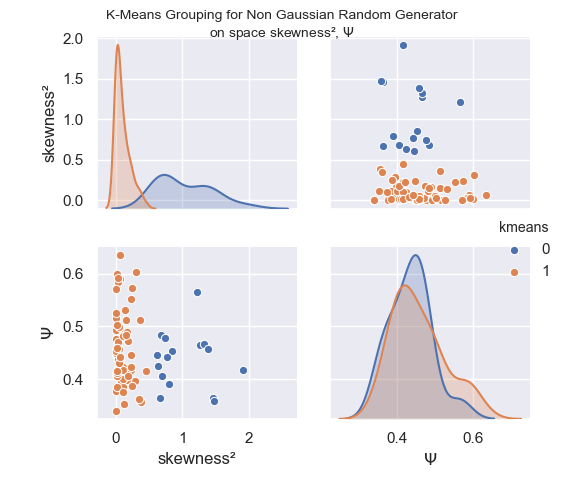 K-Means Grouping for Non Gaussian Random Generator
on space skewness², Ψ
2.0
1.5
1.0
0.5
0.0
skewness²
kmeans
0
1
0.6
0.5
0.4
Ψ
0
1
2
0.4
0.6
skewness²
Ψ